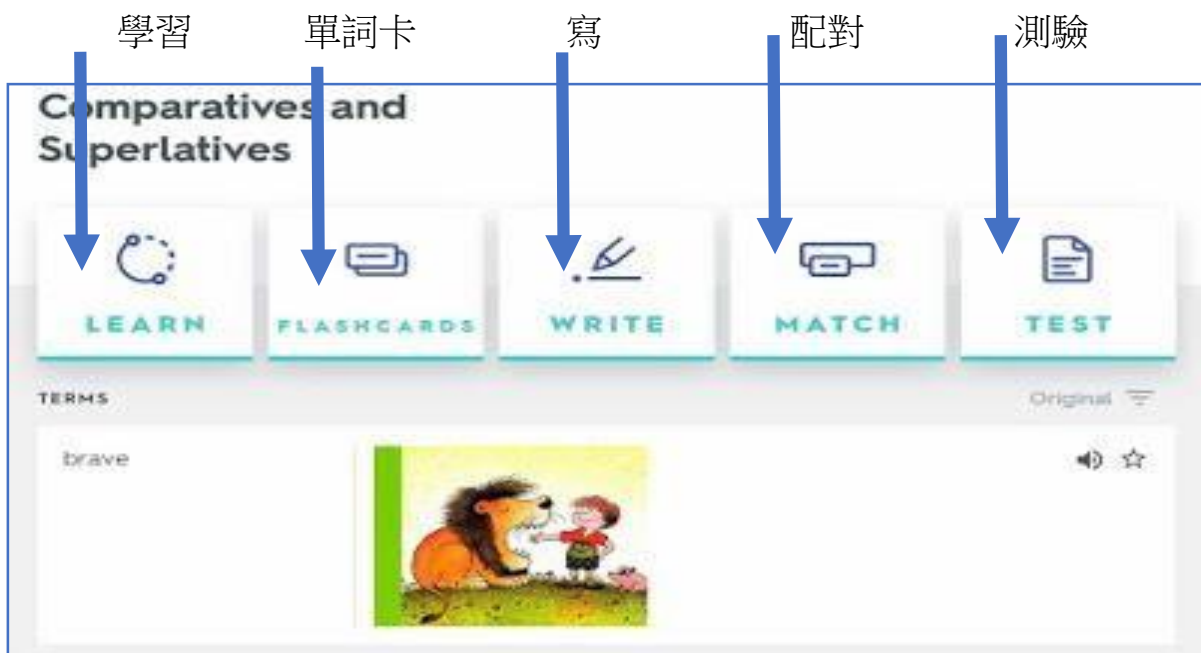 學習 單詞卡 寫 配對 測驗
Comparatives and
Superlatives
LEARN FLASHCARDS WRITE MATCH TEST
TERMS Original
brave